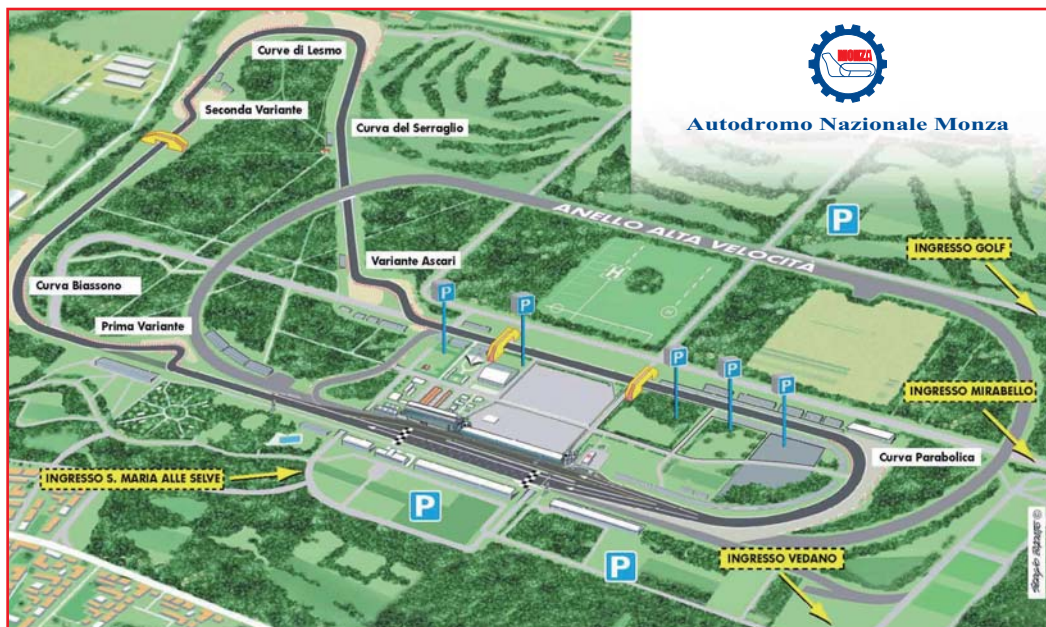 MONZA
Autodromo Nazionale Monza
Curve di Lesmo
Seconda Variante
Curva del Serraglio
ANELLO ALTA VELOCITA
P
INGRESSO GOLF
Variante Ascari
Curva Biassono
P
P
H
Prima Variante
P
P
P
INGRESSO MIRABELLO
Curva Parabolica
INGRESSO S. MARIA ALLE SELVE
P
INGRESSO VEDANO
P